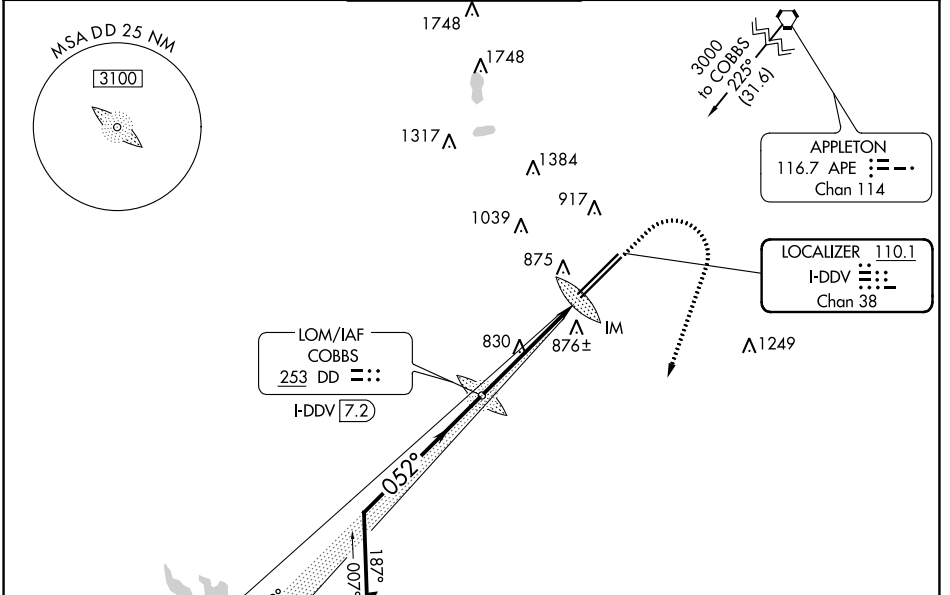 MSA DD 25 NM
3100
1748
1748
1317
1384
917
1039
875
3000
to COBBS
225°
(31.6)
APPLETON
116.7 APE
Chan 114
LOCALIZER 110.1
I-DDV
Chan 38
IM
LOM/IAF
COBBS
253 DD
I-DDV 7.2
830
876±
1249
052°
187°
007°